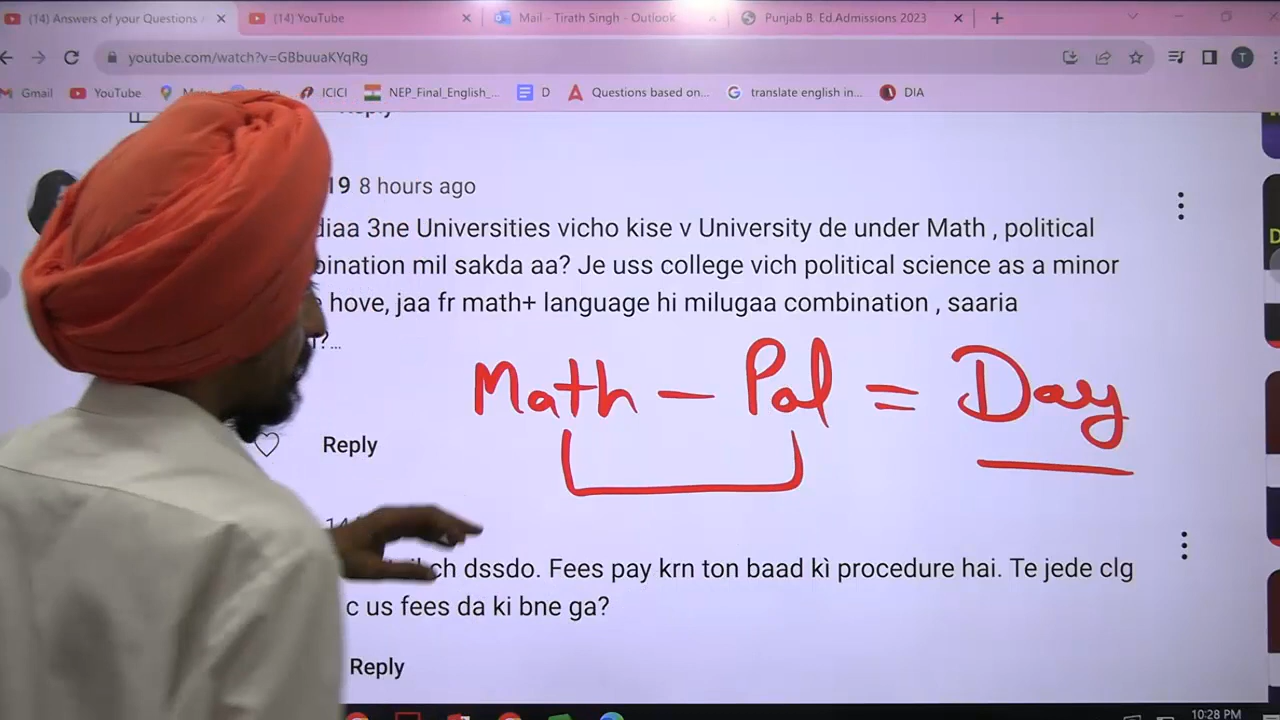 (14) Answers of your Questions
(14) YouTube
Mail - Tirath Singh - Outlook
Punjab B. Ed.Admissions 2023
youtube.com/watch?v=GBbuuaKYqRg
T
Gmail
YouTube
ICICI
NEP_Final_English_...
D
Questions based on...
translate english in...
DIA
Reply
19 8 hours ago
diaa 3ne Universities vicho kise v University de under Math , political
bination mil sakda aa? Je uss college vich political science as a minor
hove, jaa fr math+ language hi milugaa combination , saaria
?...
Math - Pol = Day
Reply
ch dssdo. Fees pay krn ton baad kì procedure hai. Te jede clg
c us fees da ki bne ga?
Reply
10:28 PM